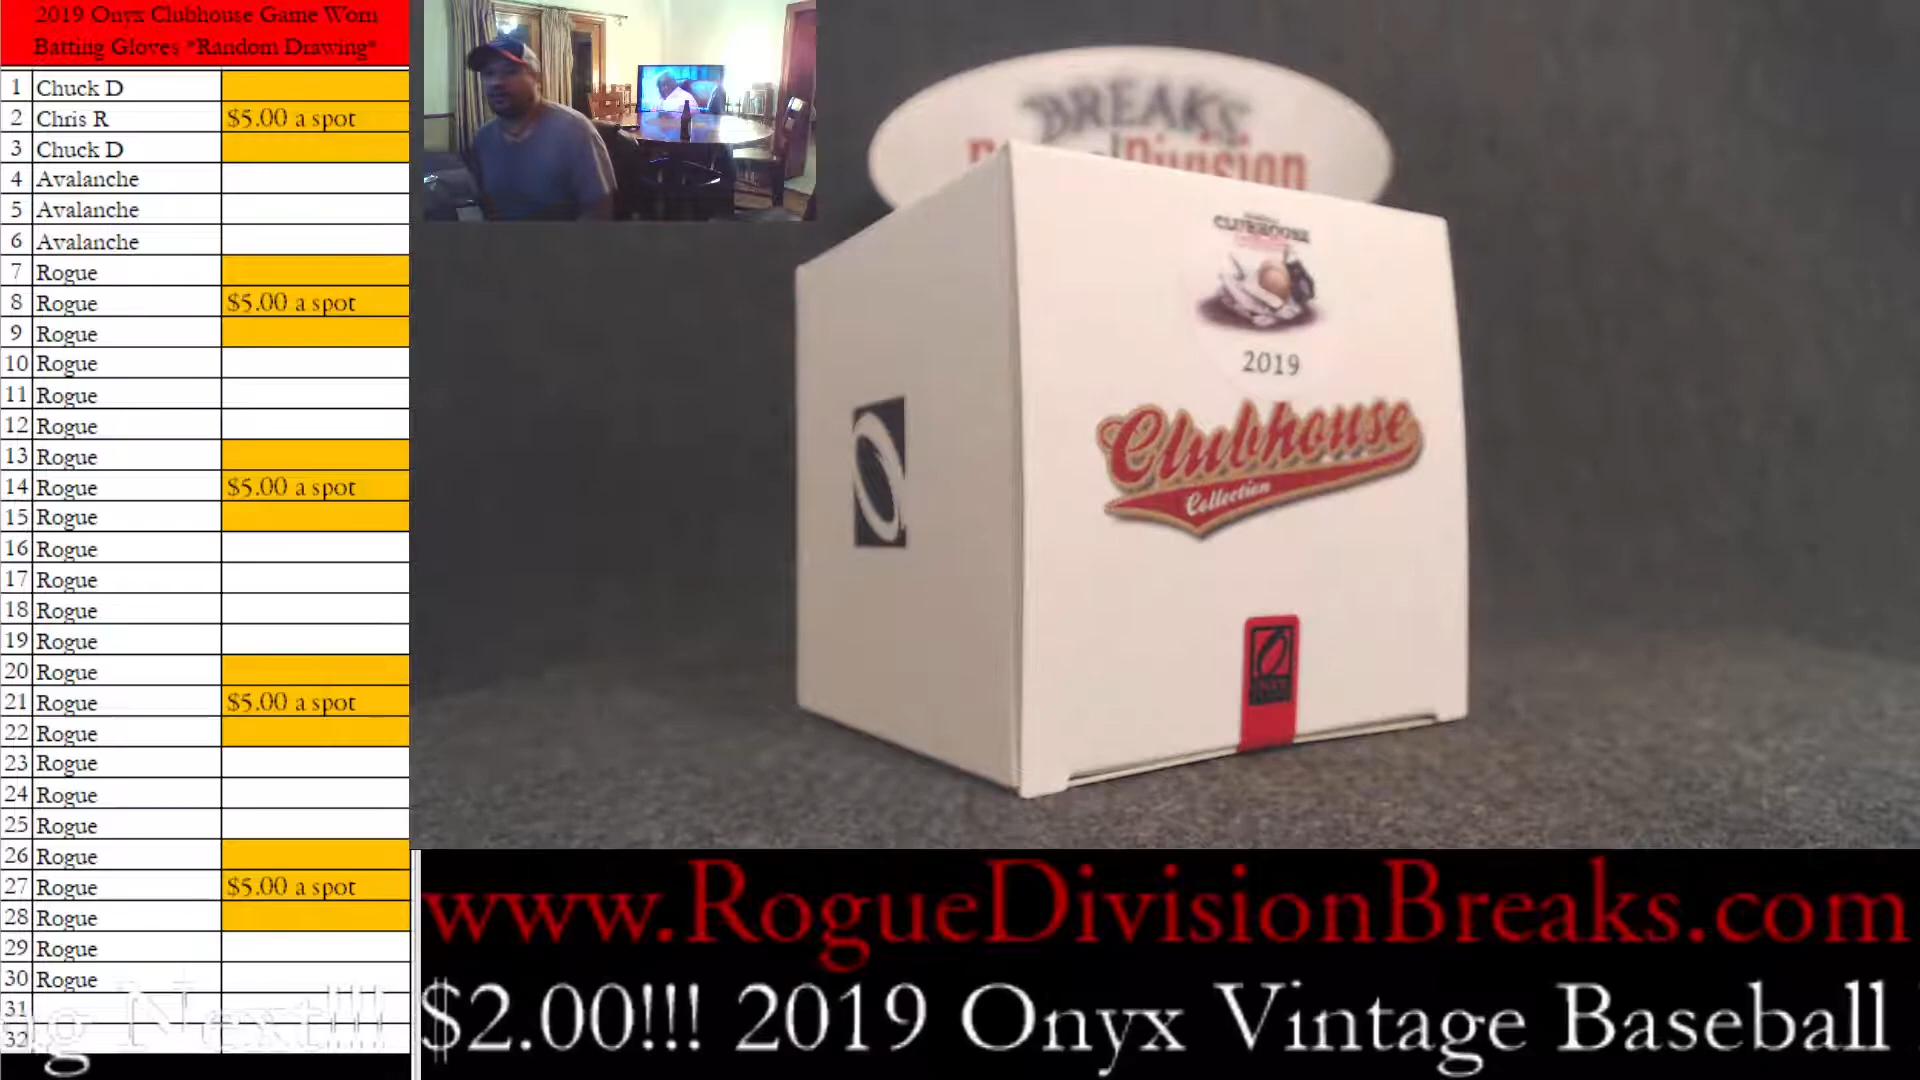 2019 Onyx Clubhouse Game Worn
Batting Gloves *Random Drawing*
1 Chuck D
2 Chris R $5.00 a spot
3 Chuck D
4 Avalanche
5 Avalanche
6 Avalanche
7 Rogue
8 Rogue $5.00 a spot
9 Rogue
10 Rogue
11 Rogue
12 Rogue
13 Rogue
14 Rogue $5.00 a spot
15 Rogue
16 Rogue
17 Rogue
18 Rogue
19 Rogue
20 Rogue
21 Rogue $5.00 a spot
22 Rogue
23 Rogue
24 Rogue
25 Rogue
26 Rogue
27 Rogue $5.00 a spot
28 Rogue
29 Rogue
30 Rogue
31
32
BREAKS
Division
CLUBHOUSE
2019
Clubhouse
Collection
ONYX
www.RogueDivisionBreaks.com
g Next!!! $2.00!!! 2019 Onyx Vintage Baseball